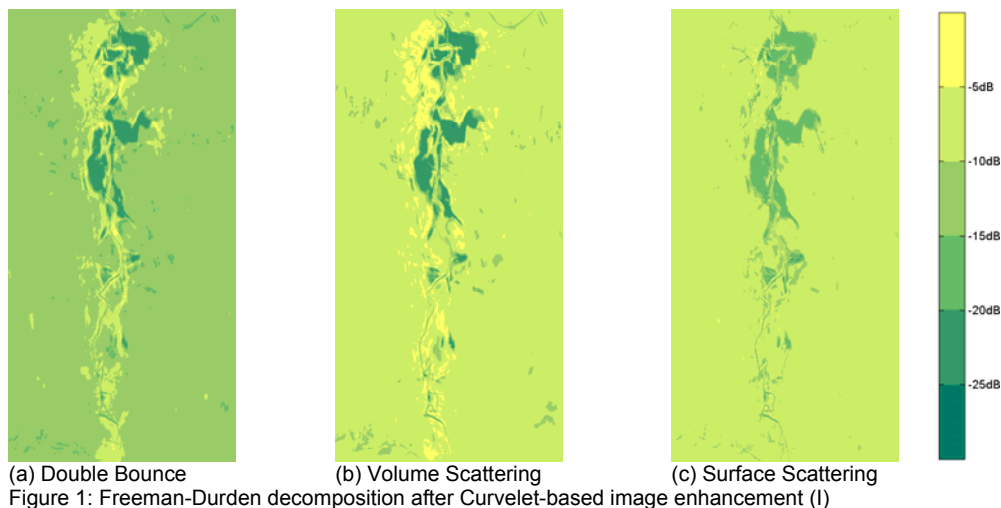 -5dB
-10dB
-15dB
-20dB
-25dB
(a) Double Bounce
(b) Volume Scattering
(c) Surface Scattering
Figure 1: Freeman-Durden decomposition after Curvelet-based image enhancement (I)